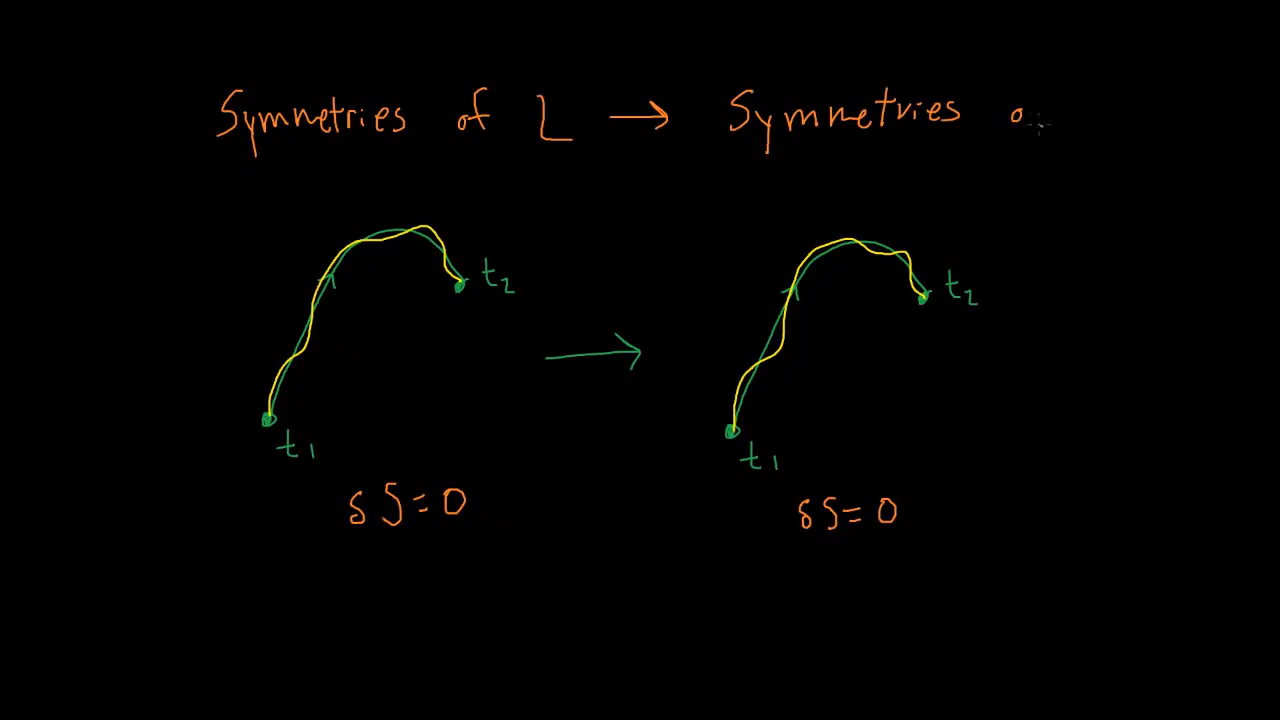 Symmetries of L → Symmetries o
t2
t2
t1
t1
δS=0
δS=0